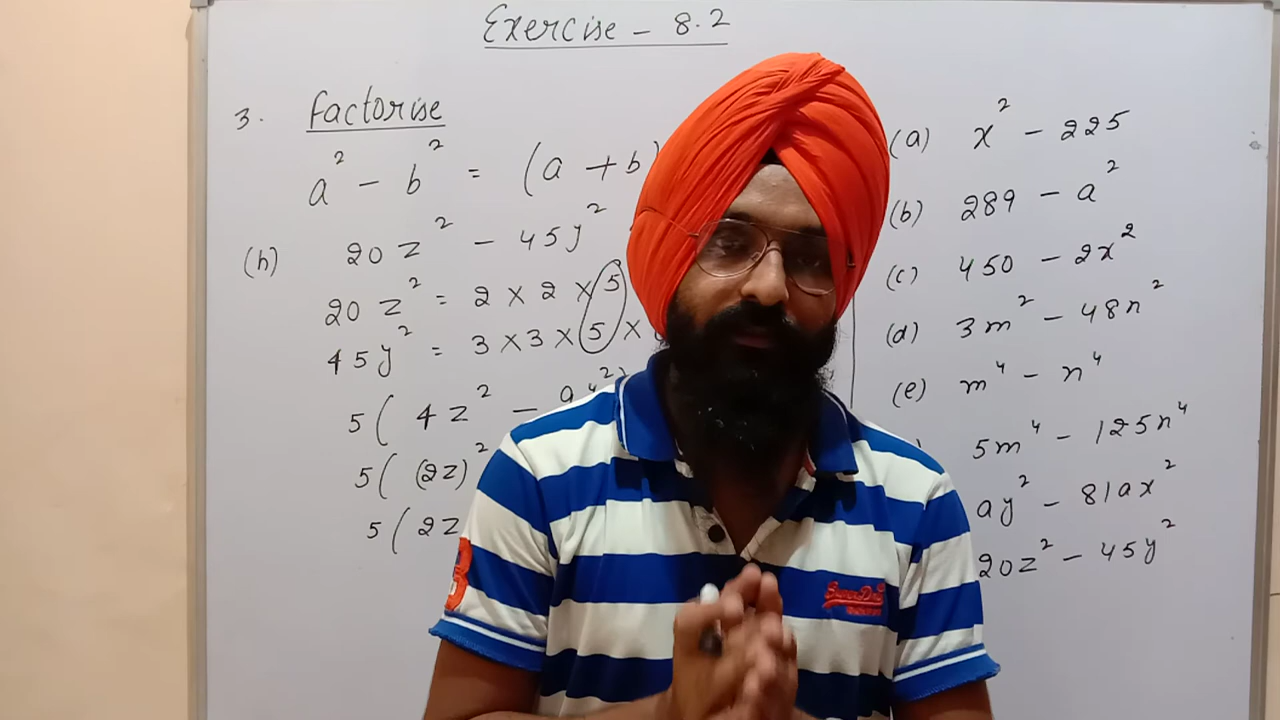 Exercise - 8.2
3. factorise
a² - b² = (a + b)
(h) 20z² - 45y²
20z² = 2 × 2 × 5
45y² = 3 × 3 × 5 ×
5( 4z² - 9y²)
5( (2z)²
5( 2z
(a) x² - 225
(b) 289 - a²
(c) 450 - 2x²
(d) 3m² - 48n²
(e) m⁴ - n⁴
5m⁴ - 125n⁴
ay² - 81ax²
20z² - 45y²